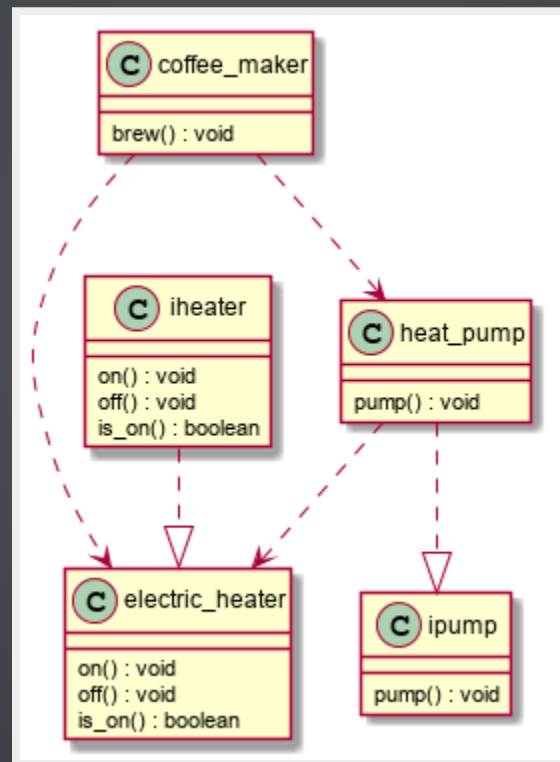 C coffee_maker
brew() : void
C iheater
on() : void
off() : void
is_on() : boolean
C heat_pump
pump() : void
C electric_heater
on() : void
off() : void
is_on() : boolean
C ipump
pump() : void